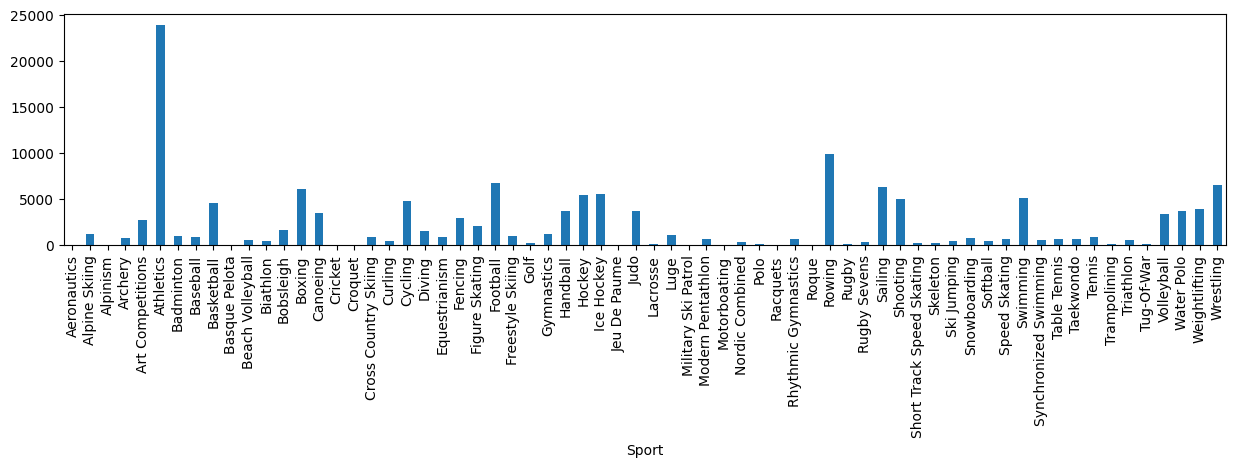 25000
20000
15000
10000
5000
0
Aeronautics
Alpine Skiing
Alpinism
Archery
Art Competitions
Athletics
Badminton
Baseball
Basketball
Basque Pelota
Beach Volleyball
Biathlon
Bobsleigh
Boxing
Canoeing
Cricket
Croquet
Cross Country Skiing
Curling
Cycling
Diving
Equestrianism
Fencing
Figure Skating
Football
Freestyle Skiing
Golf
Gymnastics
Handball
Hockey
Ice Hockey
Jeu De Paume
Judo
Lacrosse
Luge
Military Ski Patrol
Modern Pentathlon
Motorboating
Nordic Combined
Polo
Racquets
Rhythmic Gymnastics
Roque
Rowing
Rugby
Rugby Sevens
Sailing
Shooting
Short Track Speed Skating
Skeleton
Ski Jumping
Snowboarding
Softball
Speed Skating
Swimming
Synchronized Swimming
Table Tennis
Taekwondo
Tennis
Trampolining
Triathlon
Tug-Of-War
Volleyball
Water Polo
Weightlifting
Wrestling
Sport